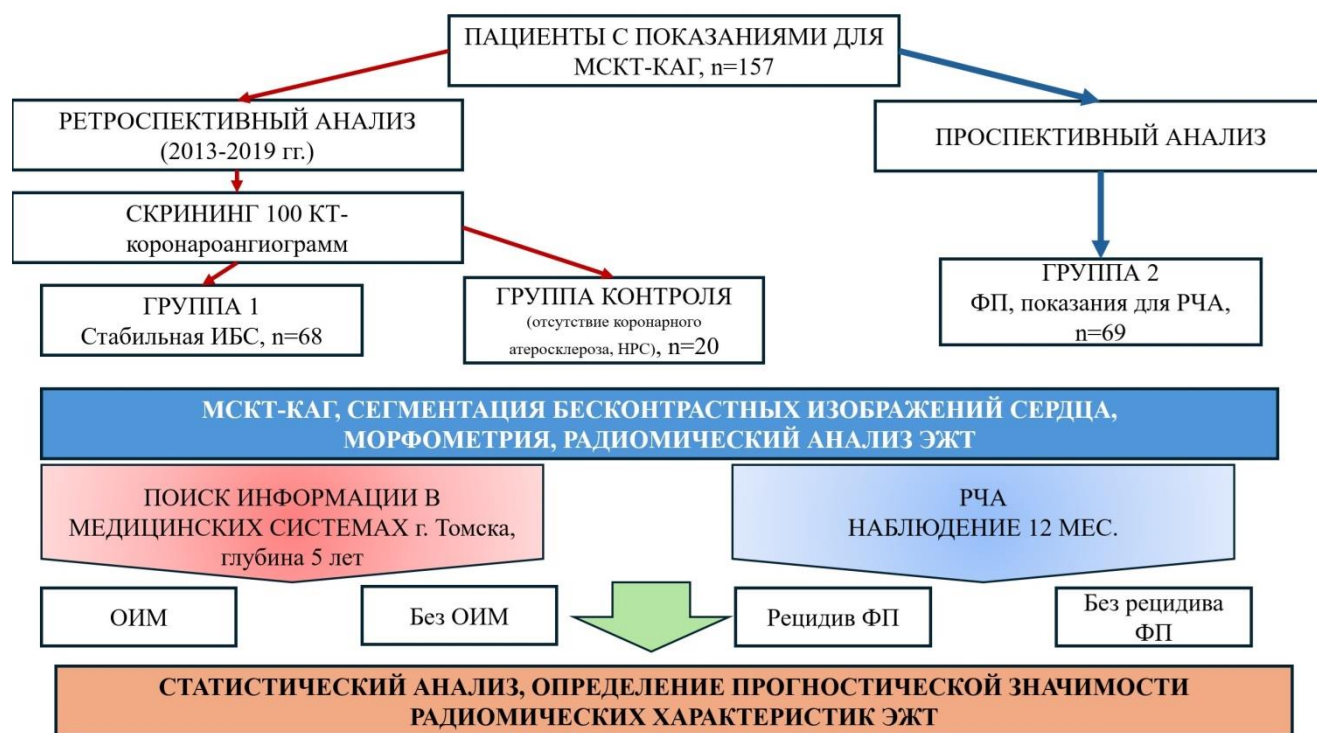 ПАЦИЕНТЫ С ПОКАЗАНИЯМИ ДЛЯ
МСКТ-КАГ, n=157
РЕТРОСПЕКТИВНЫЙ АНАЛИЗ
(2013-2019 гг.)
ПРОСПЕКТИВНЫЙ АНАЛИЗ
СКРИНИНГ 100 КТ-
коронароангиограмм
ГРУППА 1
Стабильная ИБС, n=68
ГРУППА КОНТРОЛЯ
(отсутствие коронарного
атеросклероза, НРС), n=20
ГРУППА 2
ФП, показания для РЧА,
n=69
МСКТ-КАГ, СЕГМЕНТАЦИЯ БЕСКОНТРАСТНЫХ ИЗОБРАЖЕНИЙ СЕРДЦА,
МОРФОМЕТРИЯ, РАДИОМИЧЕСКИЙ АНАЛИЗ ЭЖТ
ПОИСК ИНФОРМАЦИИ В
МЕДИЦИНСКИХ СИСТЕМАХ г. Томска,
глубина 5 лет
РЧА
НАБЛЮДЕНИЕ 12 МЕС.
ОИМ
Без ОИМ
Рецидив ФП
Без рецидива
ФП
СТАТИСТИЧЕСКИЙ АНАЛИЗ, ОПРЕДЕЛЕНИЕ ПРОГНОСТИЧЕСКОЙ ЗНАЧИМОСТИ
РАДИОМИЧЕСКИХ ХАРАКТЕРИСТИК ЭЖТ